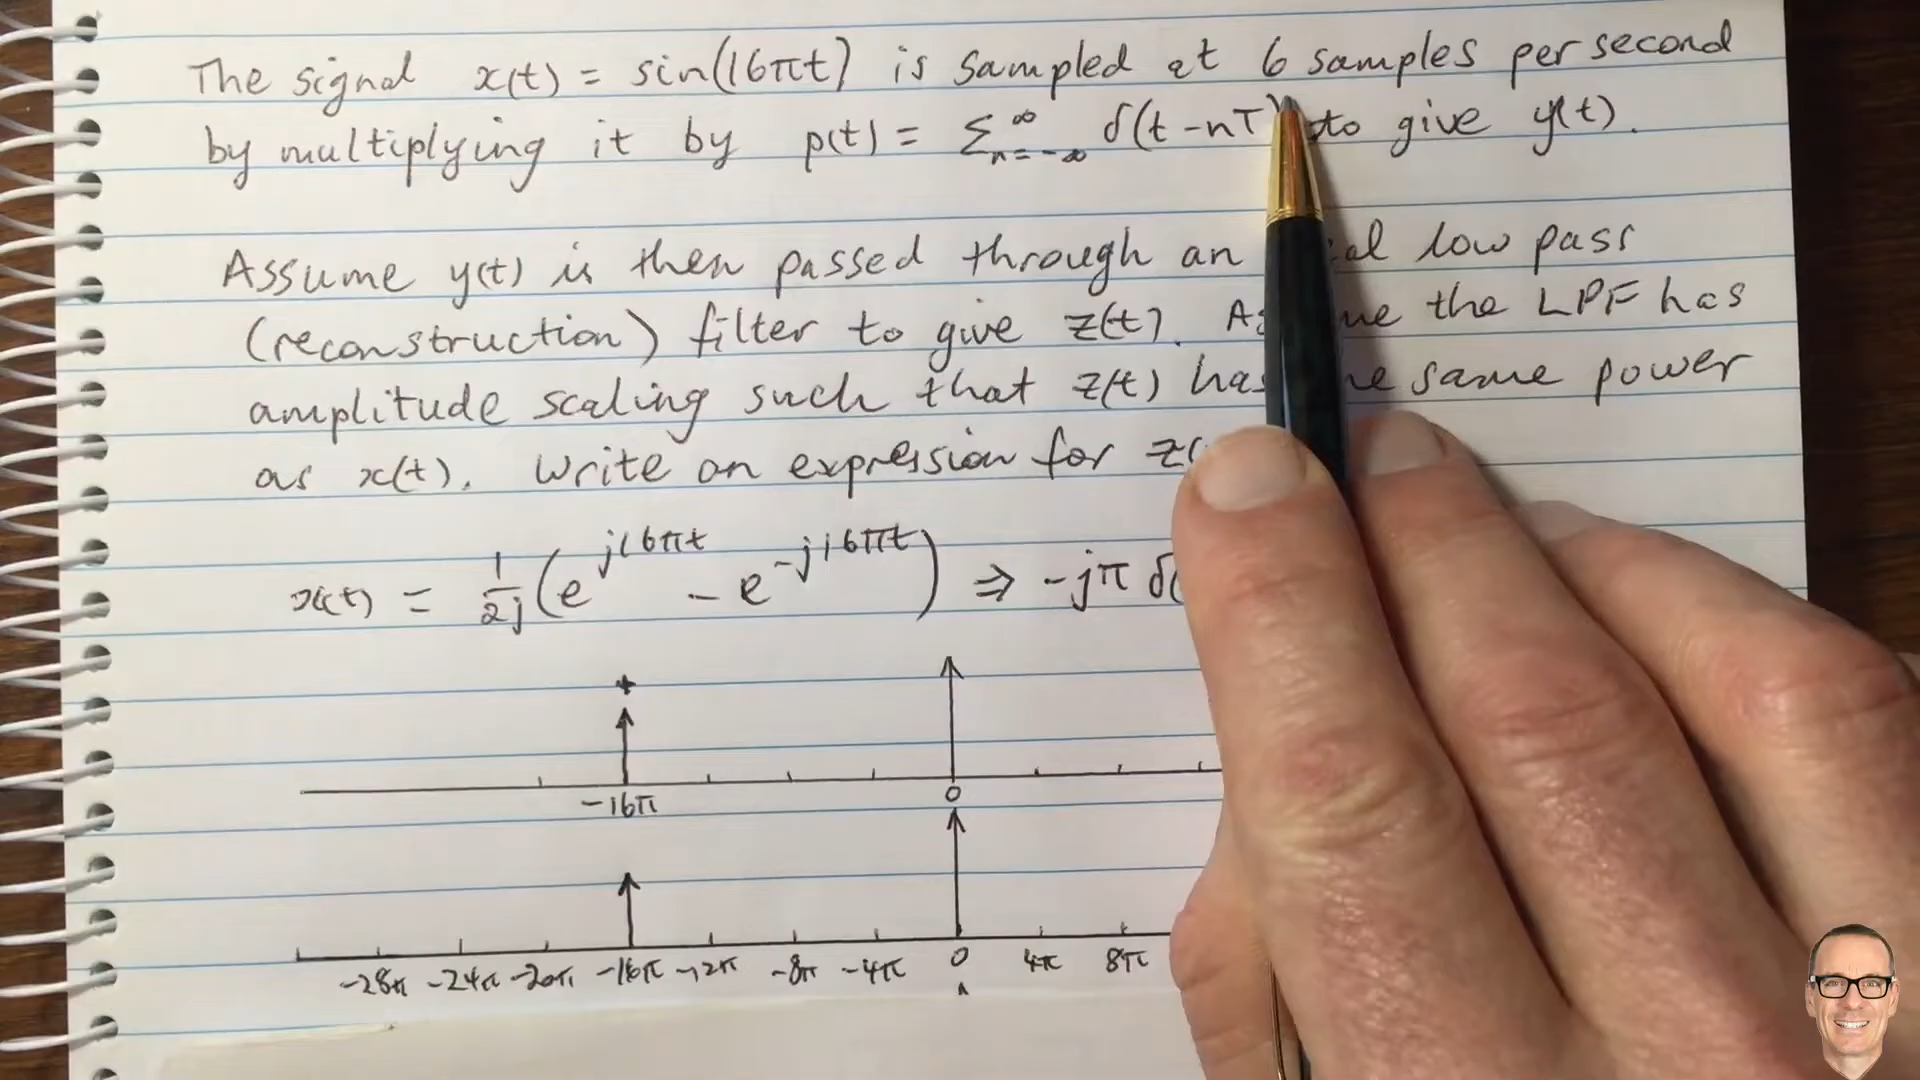 The signal x(t) = sin(16πt) is sampled at 6 samples per second
by multiplying it by p(t) = Σ_{n=-∞}^{∞} δ(t-nT) to give y(t).
Assume y(t) is then passed through an low pass
(reconstruction) filter to give z(t). the LPF has
amplitude scaling such that z(t) has same power
as x(t). Write an expression for z(
x(t) = 1/2j (e^{j16πt} - e^{-j16πt}) ⇒ -jπ δ(
+
-16π 0
-28π -24π -20π -16π -12π -8π -4π 0 4π 8π